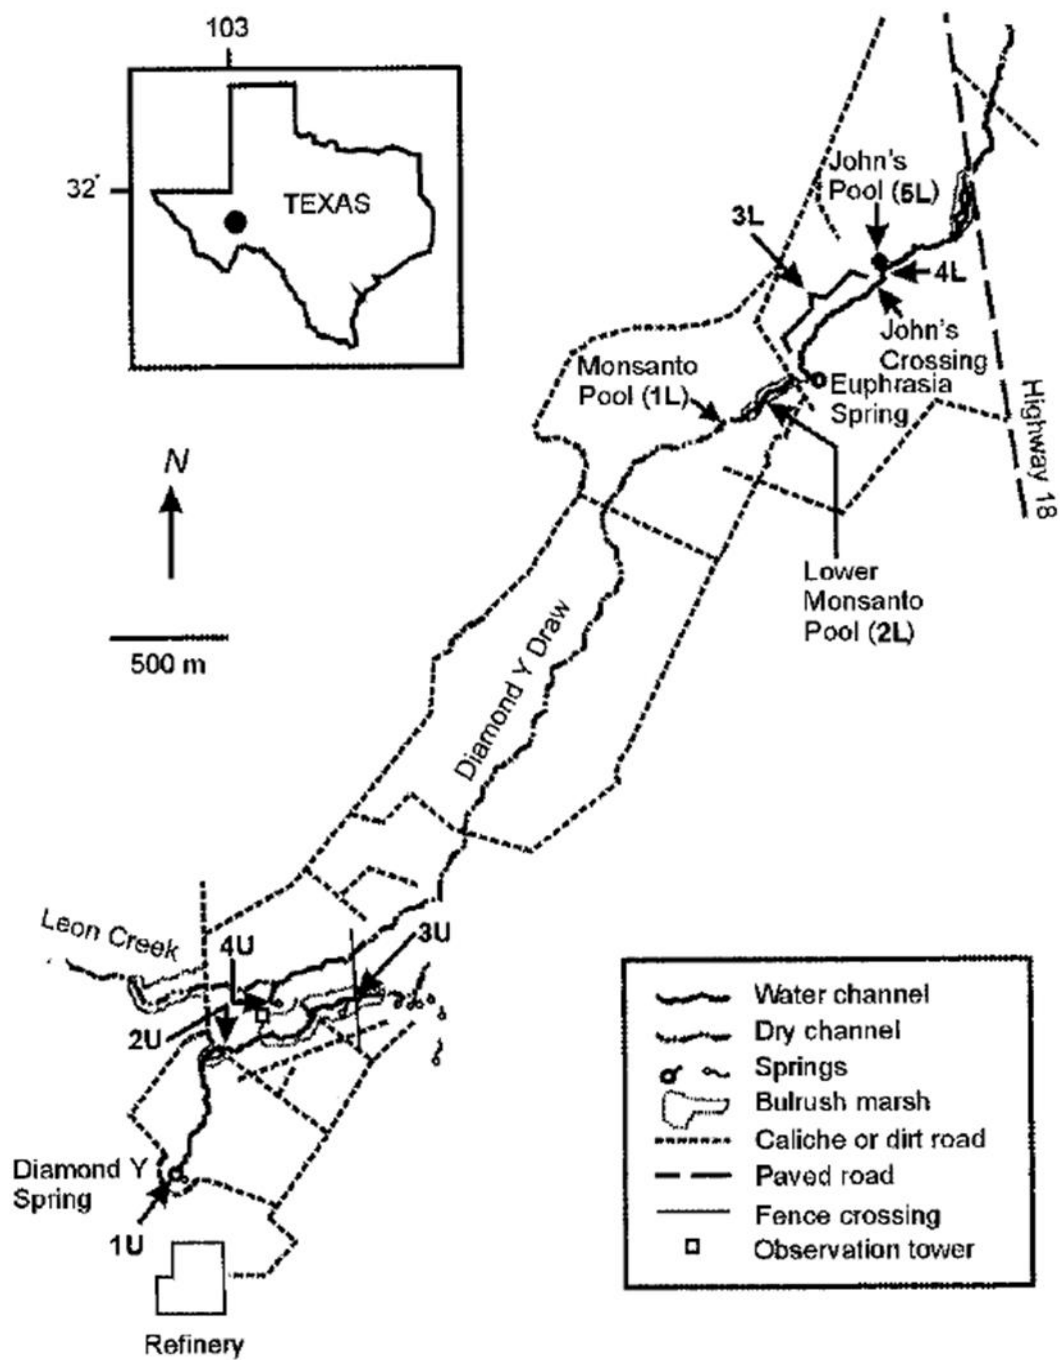 103
32°
TEXAS
John's
Pool (5L)
3L
4L
John's
Crossing
Monsanto
Pool (1L)
Euphrasia
Spring
Highway 18
N
500 m
Lower
Monsanto
Pool (2L)
Diamond Y Draw
Leon Creek
4U
3U
2U
Diamond Y
Spring
1U
Refinery
Water channel
Dry channel
Springs
Bulrush marsh
Caliche or dirt road
Paved road
Fence crossing
Observation tower